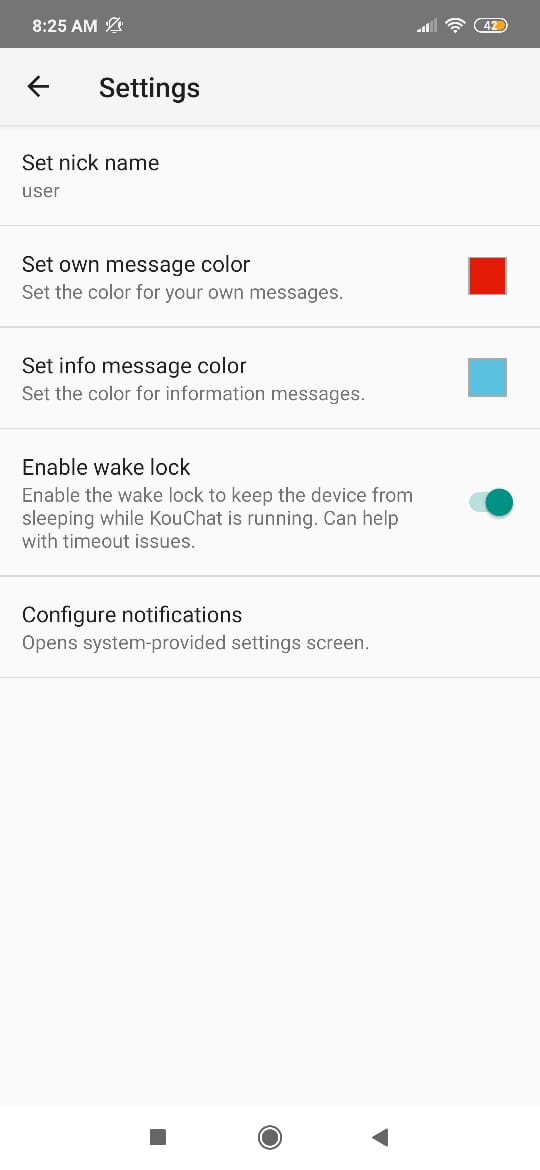 8:25 AM
42
Settings
Set nick name
user
Set own message color
Set the color for your own messages.
Set info message color
Set the color for information messages.
Enable wake lock
Enable the wake lock to keep the device from
sleeping while KouChat is running. Can help
with timeout issues.
Configure notifications
Opens system-provided settings screen.